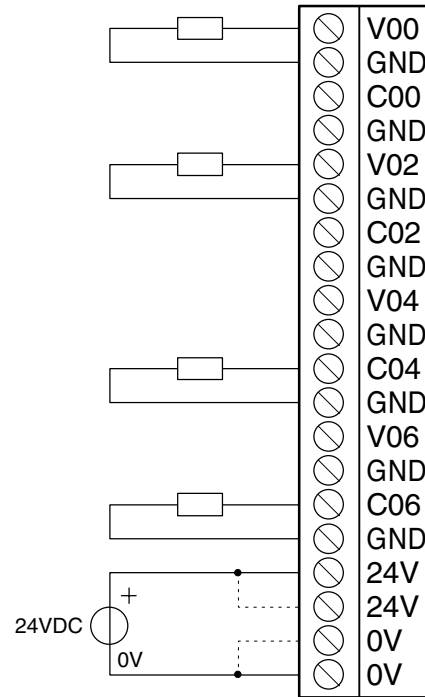 V00
GND
C00
GND
V02
GND
C02
GND
V04
GND
C04
GND
V06
GND
C06
GND
24V
+
24V
24VDC
0V
0V
0V